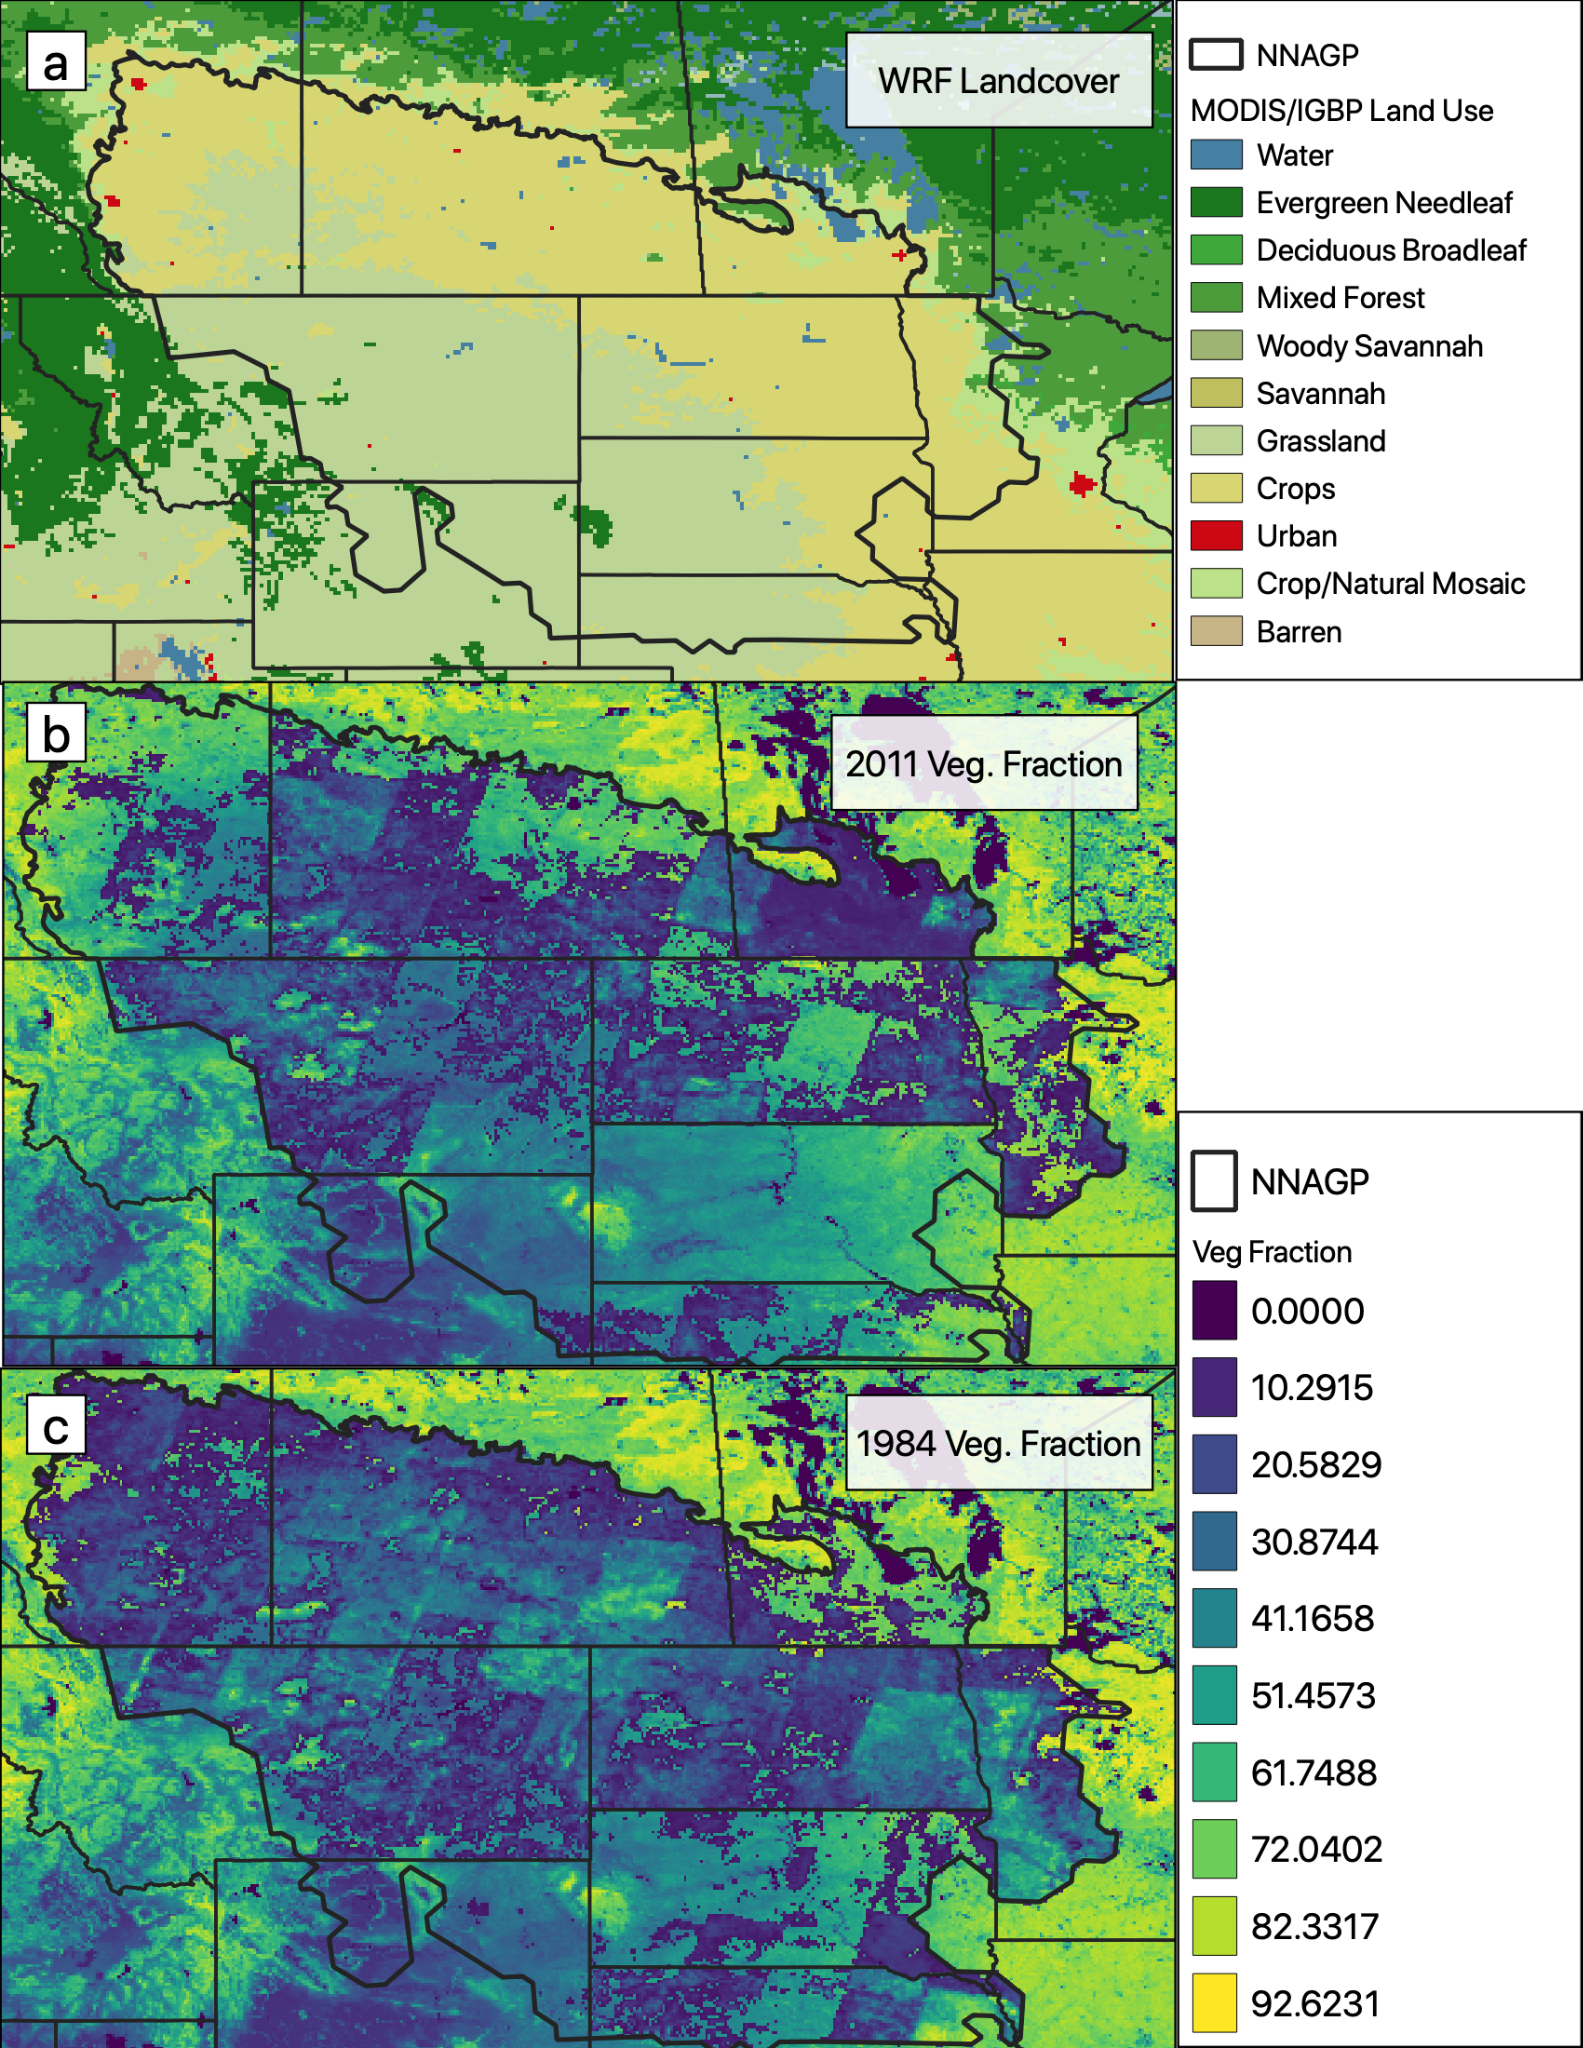 a
WRF Landcover
NNAGP
MODIS/IGBP Land Use
Water
Evergreen Needleaf
Deciduous Broadleaf
Mixed Forest
Woody Savannah
Savannah
Grassland
Crops
Urban
Crop/Natural Mosaic
Barren
b
2011 Veg. Fraction
c
1984 Veg. Fraction
NNAGP
Veg Fraction
0.0000
10.2915
20.5829
30.8744
41.1658
51.4573
61.7488
72.0402
82.3317
92.6231